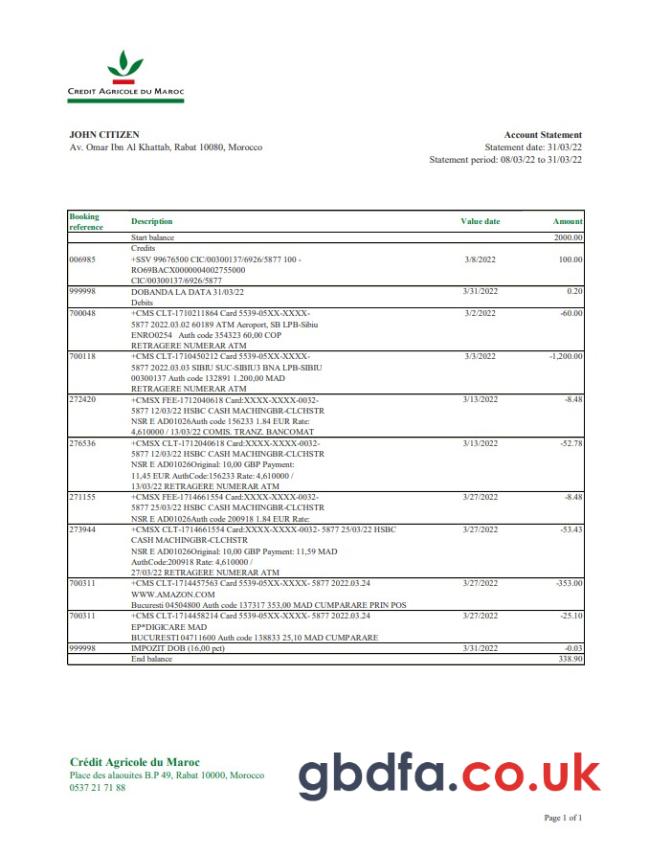 CREDIT AGRICOLE DU MAROC
JOHN CITIZEN
Av. Omar Ibn Al Khattab, Rabat 10080, Morocco
Account Statement
Statement date: 31/03/22
Statement period: 08/03/22 to 31/03/22
Booking reference Description Value date Amount
Start balance 2000.00
Credits
006985 +SSV 99676500 CIC/00300137/6926/5877 100 - 3/8/2022 100.00
RO69BACX0000004002755000
CIC/00300137/6926/5877
999998 DOBANDA LA DATA 31/03/22 3/31/2022 0.20
Debits
700048 +CMS CLT-1710211864 Card 5539-05XX-XXXX- 3/2/2022 -60.00
5877 2022.03.02 60189 ATM Aeroport, SB LPB-Sibiu
ENRO0254 Auth code 354323 60,00 COP
RETRAGERE NUMERAR ATM
700118 +CMS CLT-1710450212 Card 5539-05XX-XXXX- 3/3/2022 -1,200.00
5877 2022.03.03 SIBIU SUC-SIBIU3 BNA LPB-SIBIU
00300137 Auth code 132891 1.200,00 MAD
RETRAGERE NUMERAR ATM
272420 +CMSX FEE-1712040618 Card:XXXX-XXXX-0032- 3/13/2022 -8.48
5877 12/03/22 HSBC CASH MACHINGBR-CLCHSTR
NSR E AD01026Auth code 156233 1.84 EUR Rate:
4,610000 / 13/03/22 COMIS. TRANZ. BANCOMAT
276536 +CMSX CLT-1712040618 Card:XXXX-XXXX-0032- 3/13/2022 -52.78
5877 12/03/22 HSBC CASH MACHINGBR-CLCHSTR
NSR E AD01026Original: 10,00 GBP Payment:
11,45 EUR AuthCode:156233 Rate: 4,610000 /
13/03/22 RETRAGERE NUMERAR ATM
271155 +CMSX FEE-1714661554 Card:XXXX-XXXX-0032- 3/27/2022 -8.48
5877 25/03/22 HSBC CASH MACHINGBR-CLCHSTR
NSR E AD01026Auth code 200918 1.84 EUR Rate:
273944 +CMSX CLT-1714661554 Card:XXXX-XXXX-0032- 5877 25/03/22 HSBC 3/27/2022 -53.43
CASH MACHINGBR-CLCHSTR
NSR E AD01026Original: 10,00 GBP Payment: 11,59 MAD
AuthCode:200918 Rate: 4,610000 /
27/03/22 RETRAGERE NUMERAR ATM
700311 +CMS CLT-1714457563 Card 5539-05XX-XXXX- 5877 2022.03.24 3/27/2022 -353.00
WWW.AMAZON.COM
Bucuresti 04504800 Auth code 137317 353,00 MAD CUMPARARE PRIN POS
700311 +CMS CLT-1714458214 Card 5539-05XX-XXXX- 5877 2022.03.24 3/27/2022 -25.10
EP*DIGICARE MAD
BUCURESTI 04711600 Auth code 138833 25,10 MAD CUMPARARE
999998 IMPOZIT DOB (16,00 pct) 3/31/2022 -0.03
End balance 338.90
Crédit Agricole du Maroc
Place des alaouites B.P 49, Rabat 10000, Morocco
0537 21 71 88
gbdfa.co.uk
Page 1 of 1